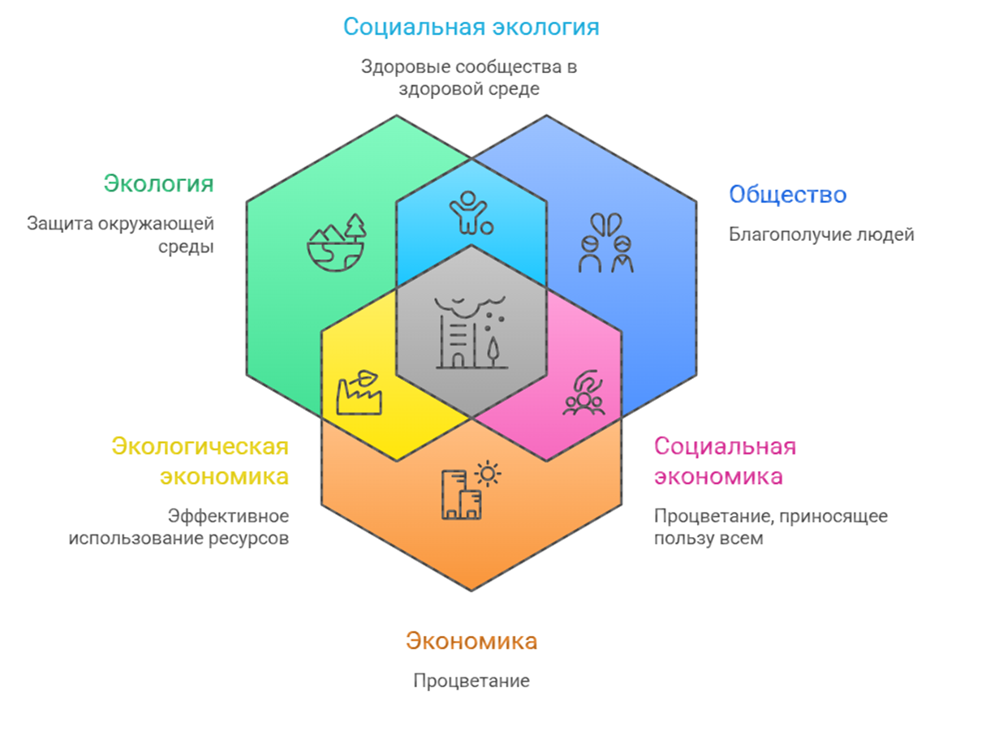 Социальная экология
Здоровые сообщества в
здоровой среде
Экология
Защита окружающей
среды
Общество
Благополучие людей
Экологическая
экономика
Эффективное
использование ресурсов
Социальная
экономика
Процветание, приносящее
пользу всем
Экономика
Процветание